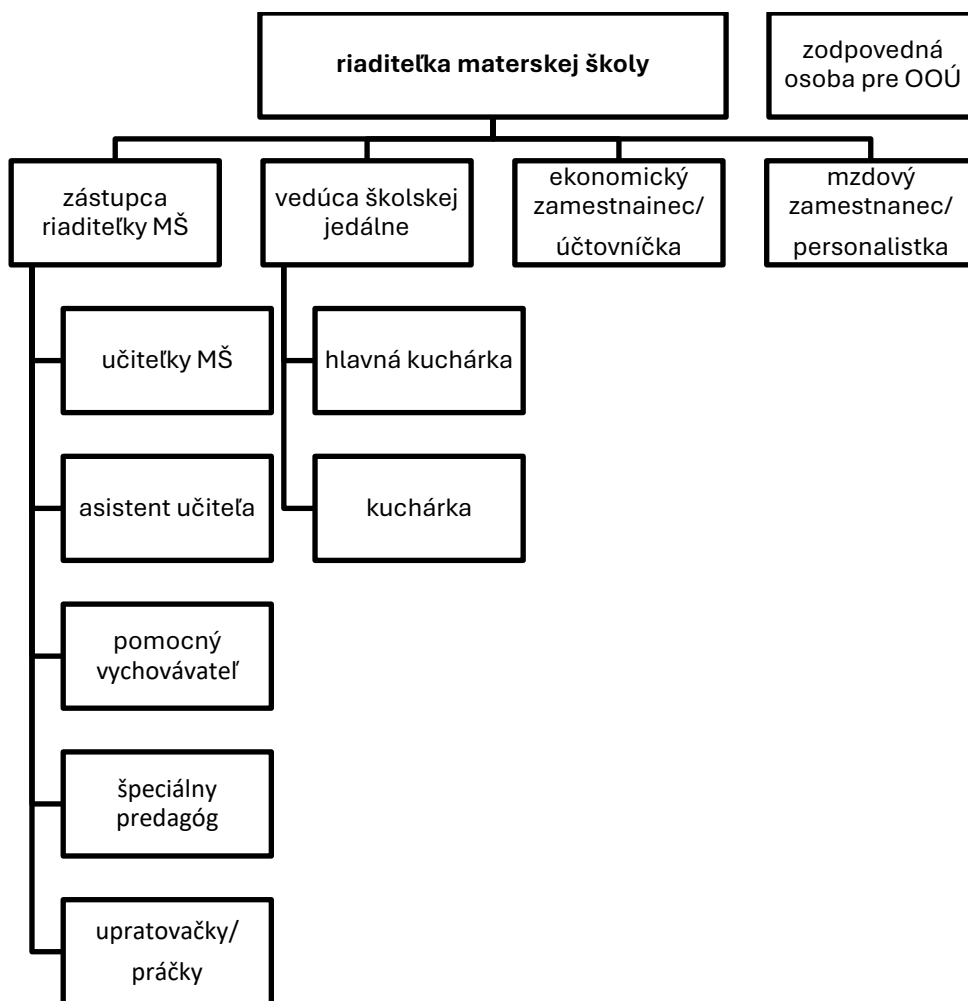 riaditeľka materskej školy
zodpovedná
osoba pre OOÚ
zástupca
riaditeľky MŠ
vedúca školskej
jedálne
ekonomický
zamestnainec/
účtovníčka
mzdový
zamestnanec/
personalistka
učiteľky MŠ
hlavná kuchárka
asistent učiteľa
kuchárka
pomocný
vychovávateľ
špeciálny
predagóg
upratovačky/
práčky